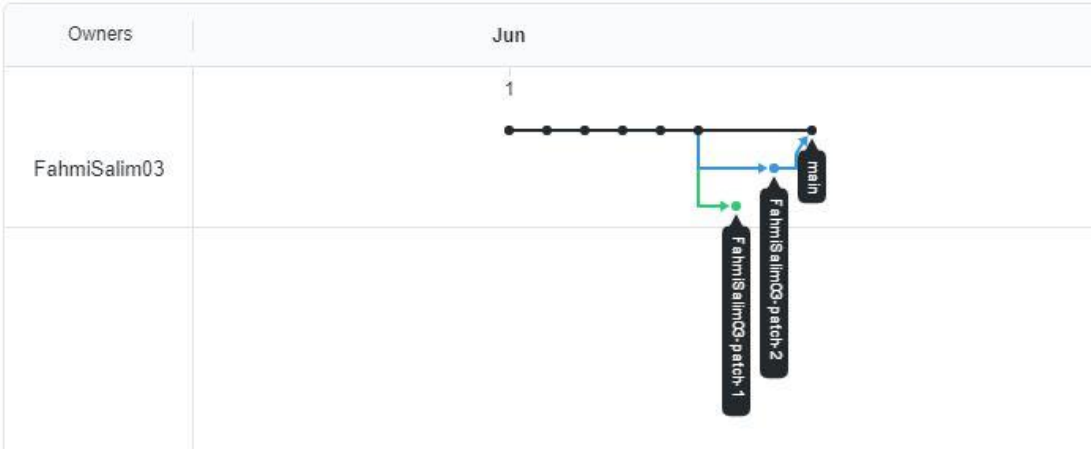 Owners
Jun
1
FahmiSalim03
main
FahmiSalim03-patch-2
FahmiSalim03-patch-1